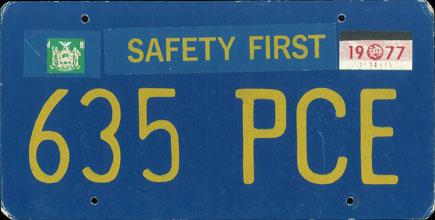 SAFETY FIRST
1977
635 PCE